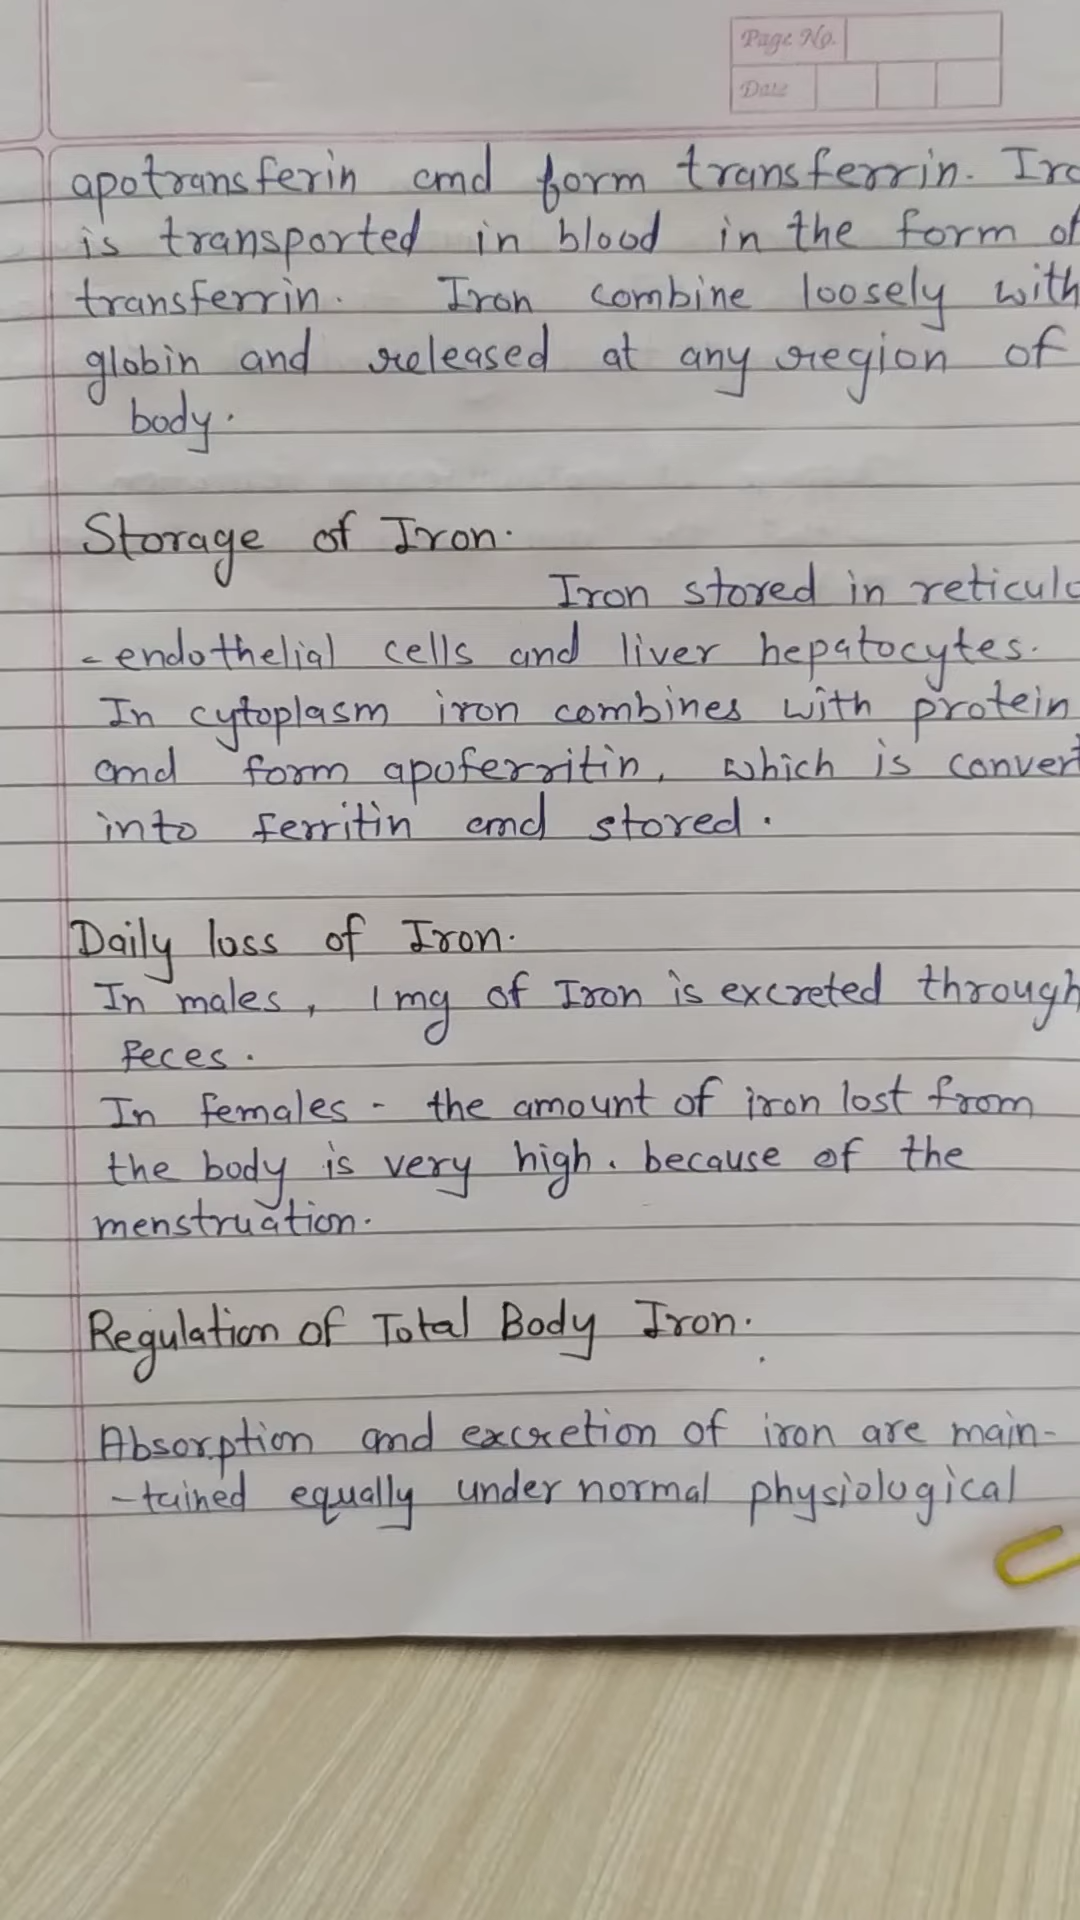 Page No.
Date
apotransferin and form transferrin. Iro
is transported in blood in the form of
transferrin. Iron combine loosely with
globin and released at any region of
body.
Storage of Iron.
Iron stored in reticulo
- endothelial cells and liver hepatocytes.
In cytoplasm iron combines with protein
and form apoferritin, which is convert
into ferritin and stored.
Daily loss of Iron.
In males, 1mg of Iron is excreted through
feces.
In females - the amount of iron lost from
the body is very high. because of the
menstruation.
Regulation of Total Body Iron.
Absorption and excretion of iron are main-
-tained equally under normal physiological